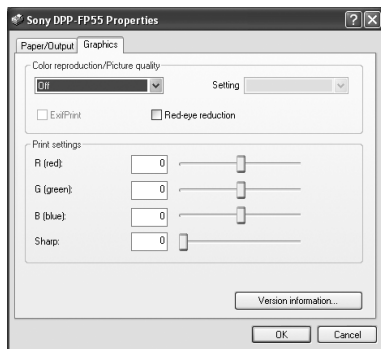 Sony DPP-FP55 Properties
Paper/Output Graphics
Color reproduction/Picture quality
Off Setting
ExifPrint Red-eye reduction
Print settings
R (red): 0
G (green): 0
B (blue): 0
Sharp: 0
Version information...
OK Cancel